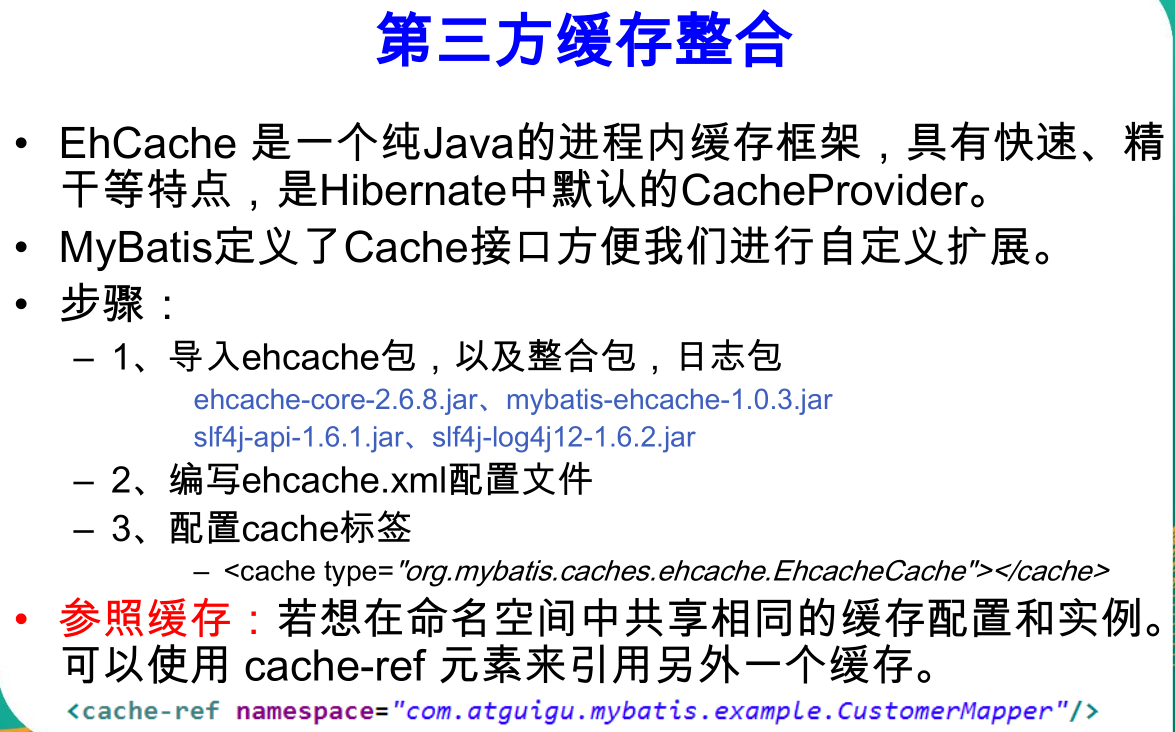 第三方缓存整合
• EhCache 是一个纯Java的进程内缓存框架，具有快速、精
干等特点，是Hibernate中默认的CacheProvider。
• MyBatis定义了Cache接口方便我们进行自定义扩展。
• 步骤：
– 1、导入ehcache包，以及整合包，日志包
ehcache-core-2.6.8.jar、mybatis-ehcache-1.0.3.jar
slf4j-api-1.6.1.jar、slf4j-log4j12-1.6.2.jar
– 2、编写ehcache.xml配置文件
– 3、配置cache标签
– <cache type="org.mybatis.caches.ehcache.EhcacheCache"></cache>
• 参照缓存：若想在命名空间中共享相同的缓存配置和实例。
可以使用 cache-ref 元素来引用另外一个缓存。
<cache-ref namespace="com.atguigu.mybatis.example.CustomerMapper"/>